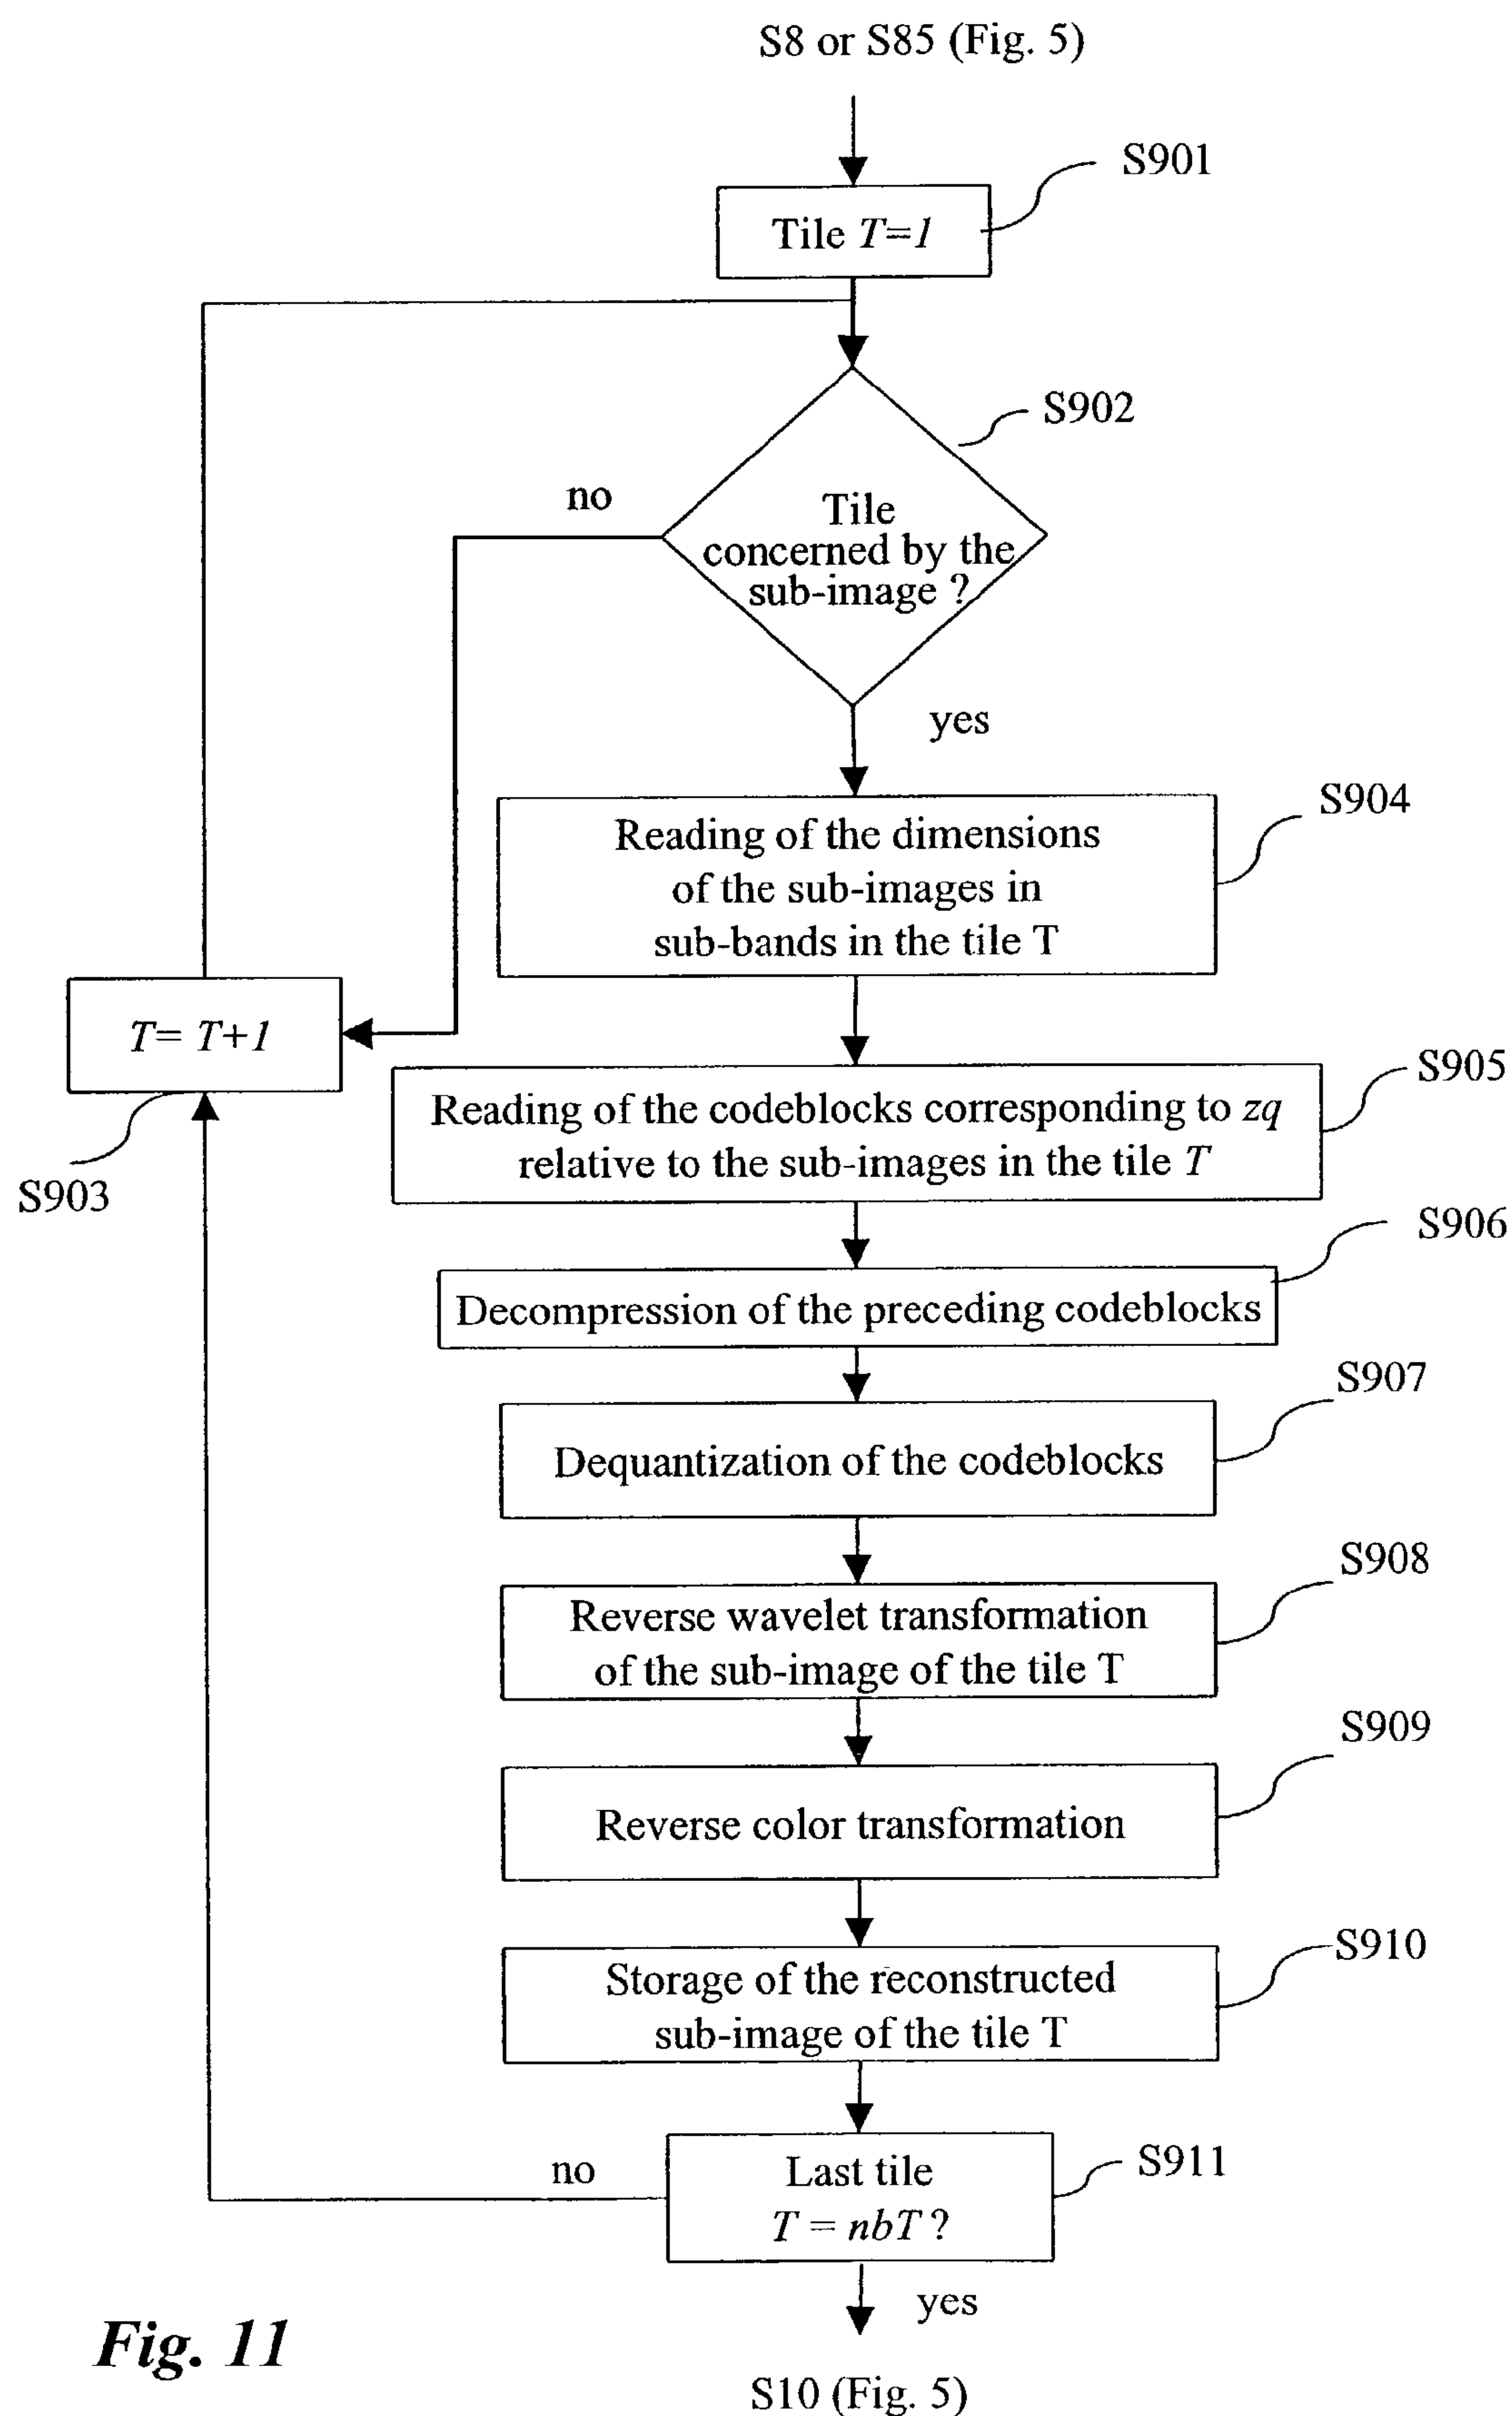 S8 or S85 (Fig. 5)
S901
Tile T=1
S902
no
Tile
concerned by the
sub-image ?
yes
S904
Reading of the dimensions
of the sub-images in
sub-bands in the tile T
T= T+1
S903
S905
Reading of the codeblocks corresponding to zq
relative to the sub-images in the tile T
S906
Decompression of the preceding codeblocks
S907
Dequantization of the codeblocks
S908
Reverse wavelet transformation
of the sub-image of the tile T
S909
Reverse color transformation
S910
Storage of the reconstructed
sub-image of the tile T
S911
no
Last tile
T = nbT ?
yes
Fig. 11
S10 (Fig. 5)